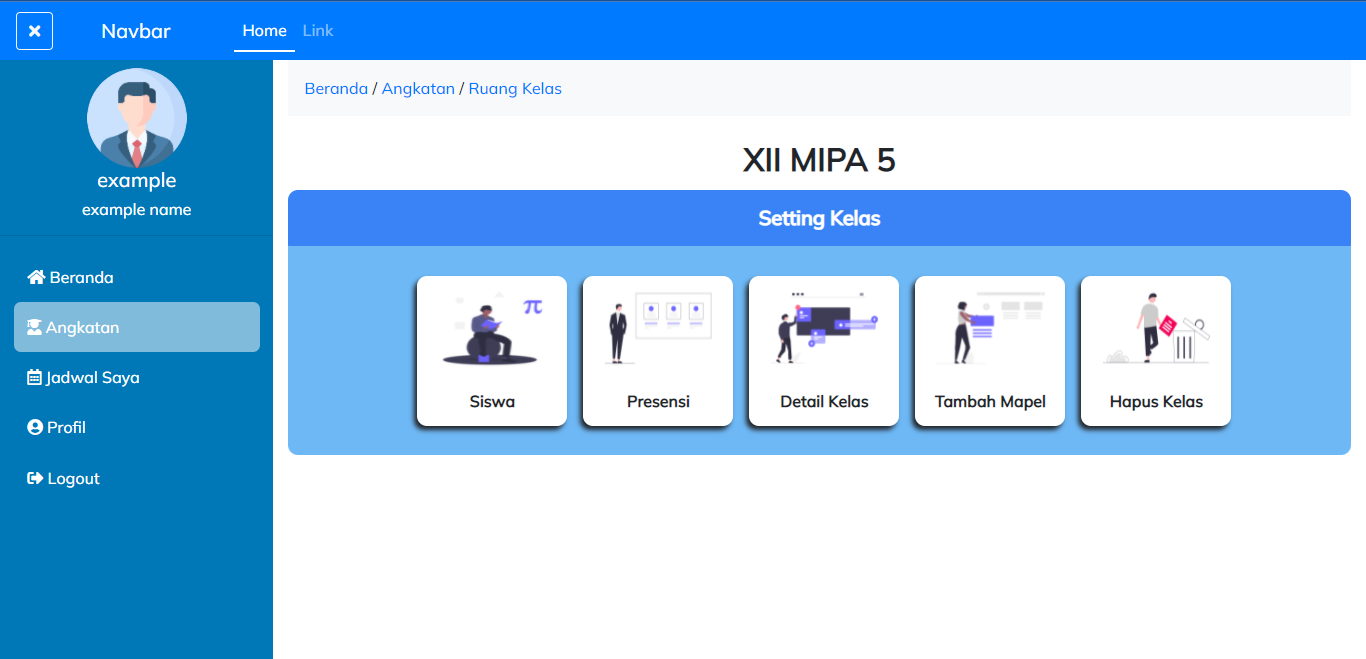 Navbar
Home Link
example
example name
Beranda
Angkatan
Jadwal Saya
Profil
Logout
Beranda / Angkatan / Ruang Kelas
XII MIPA 5
Setting Kelas
π
Siswa
Presensi
Detail Kelas
Tambah Mapel
Hapus Kelas